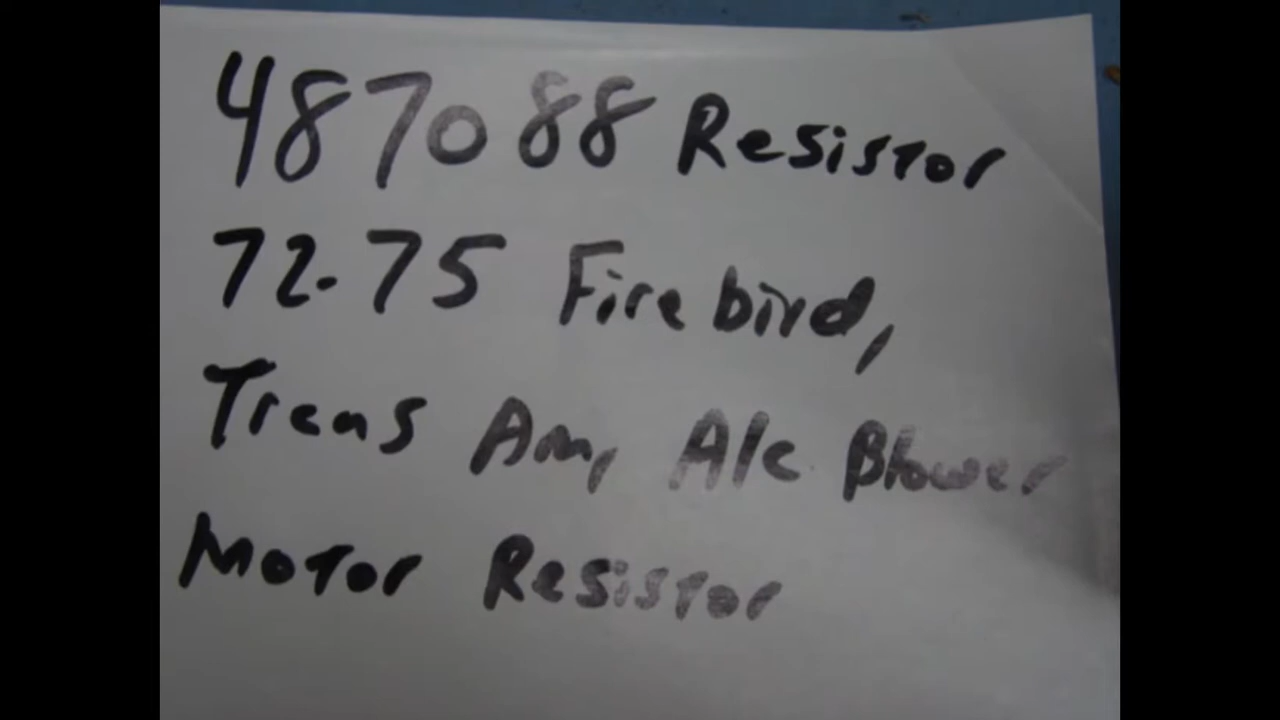 487088 Resistor
72-75 Firebird,
Trans Am, A/c Blower
Motor Resistor